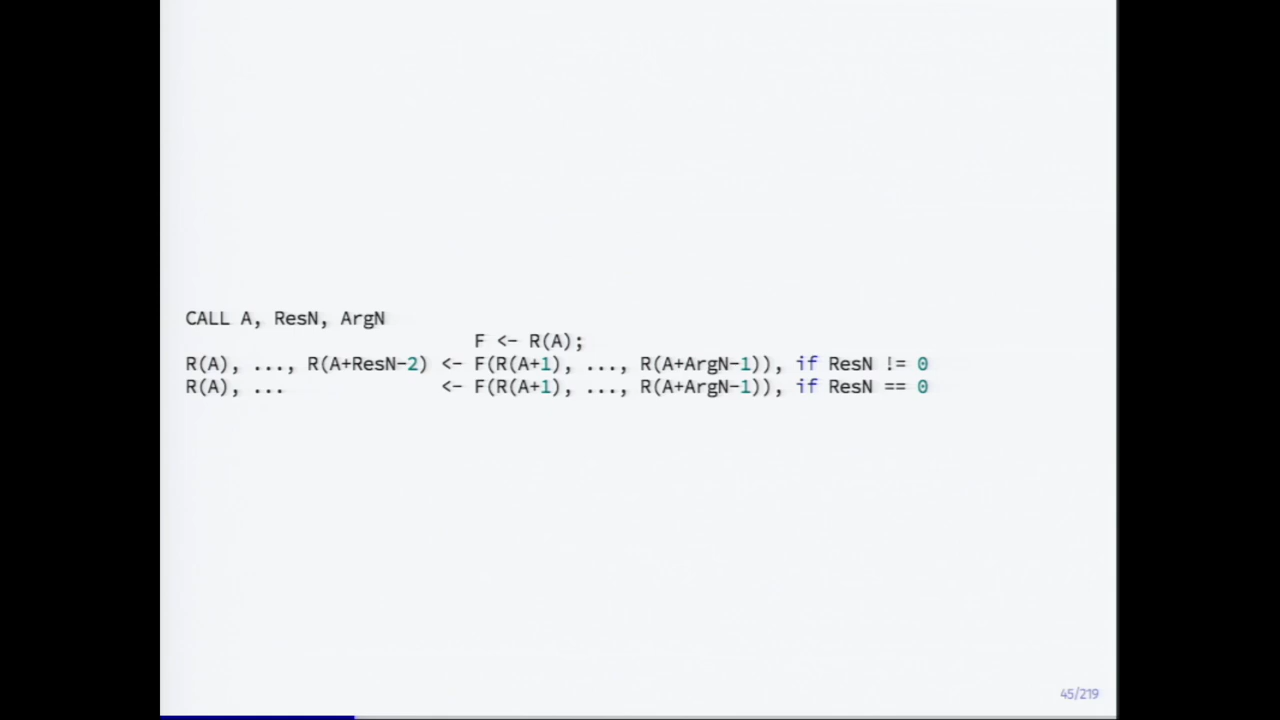 CALL A, ResN, ArgN
F <- R(A);
R(A), ..., R(A+ResN-2) <- F(R(A+1), ..., R(A+ArgN-1)), if ResN != 0
R(A), ... <- F(R(A+1), ..., R(A+ArgN-1)), if ResN == 0
45/219